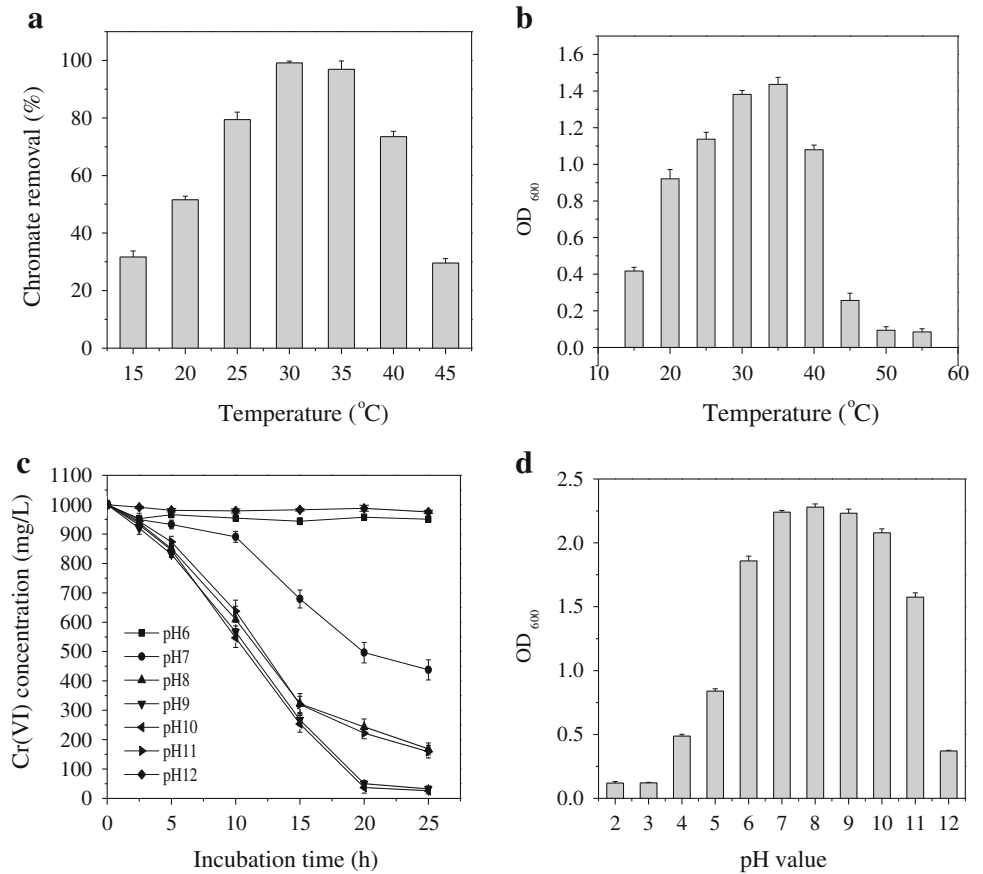 a
Chromate removal (%)
100
80
60
40
20
0
15 20 25 30 35 40 45
Temperature (°C)
b
OD 600
1.6
1.4
1.2
1.0
0.8
0.6
0.4
0.2
0.0
10 20 30 40 50 60
Temperature (°C)
c
Cr(VI) concentration (mg/L)
1100
1000
900
800
700
600
500
400
300
200
100
0
pH6
pH7
pH8
pH9
pH10
pH11
pH12
0 5 10 15 20 25
Incubation time (h)
d
OD 600
2.5
2.0
1.5
1.0
0.5
0.0
2 3 4 5 6 7 8 9 10 11 12
pH value